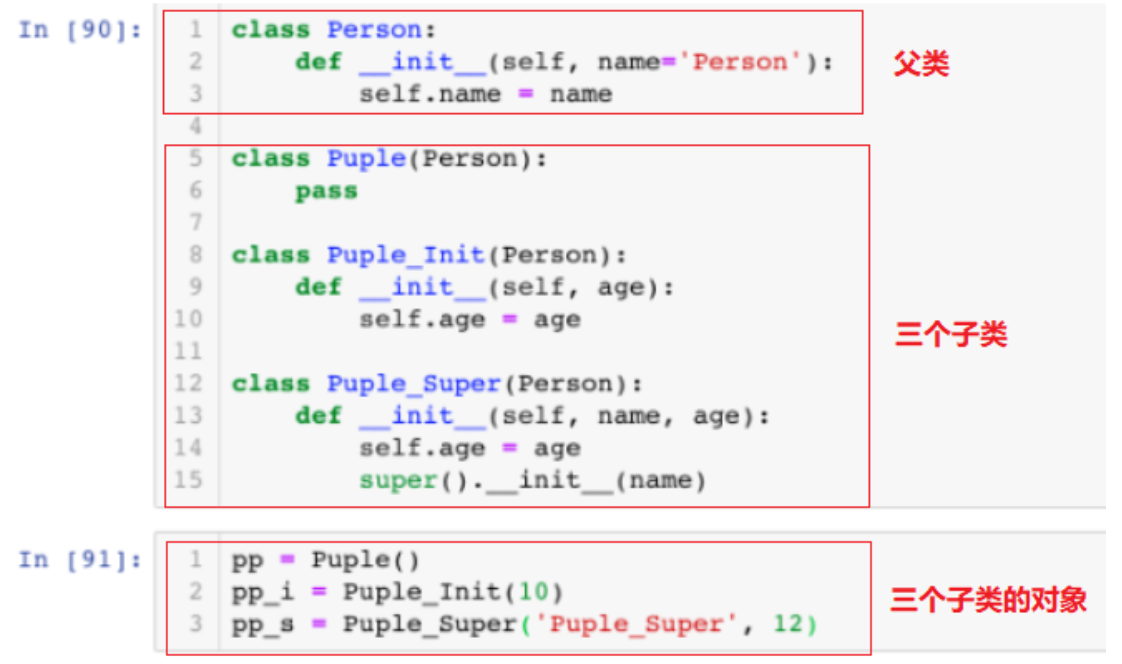 In [90]:
1 class Person:
父类
2     def __init__(self, name='Person'):
3         self.name = name
4
5 class Puple(Person):
6     pass
7
8 class Puple_Init(Person):
9     def __init__(self, age):
10         self.age = age
三个子类
11
12 class Puple_Super(Person):
13     def __init__(self, name, age):
14         self.age = age
15         super().__init__(name)
In [91]:
1 pp = Puple()
2 pp_i = Puple_Init(10)
三个子类的对象
3 pp_s = Puple_Super('Puple_Super', 12)